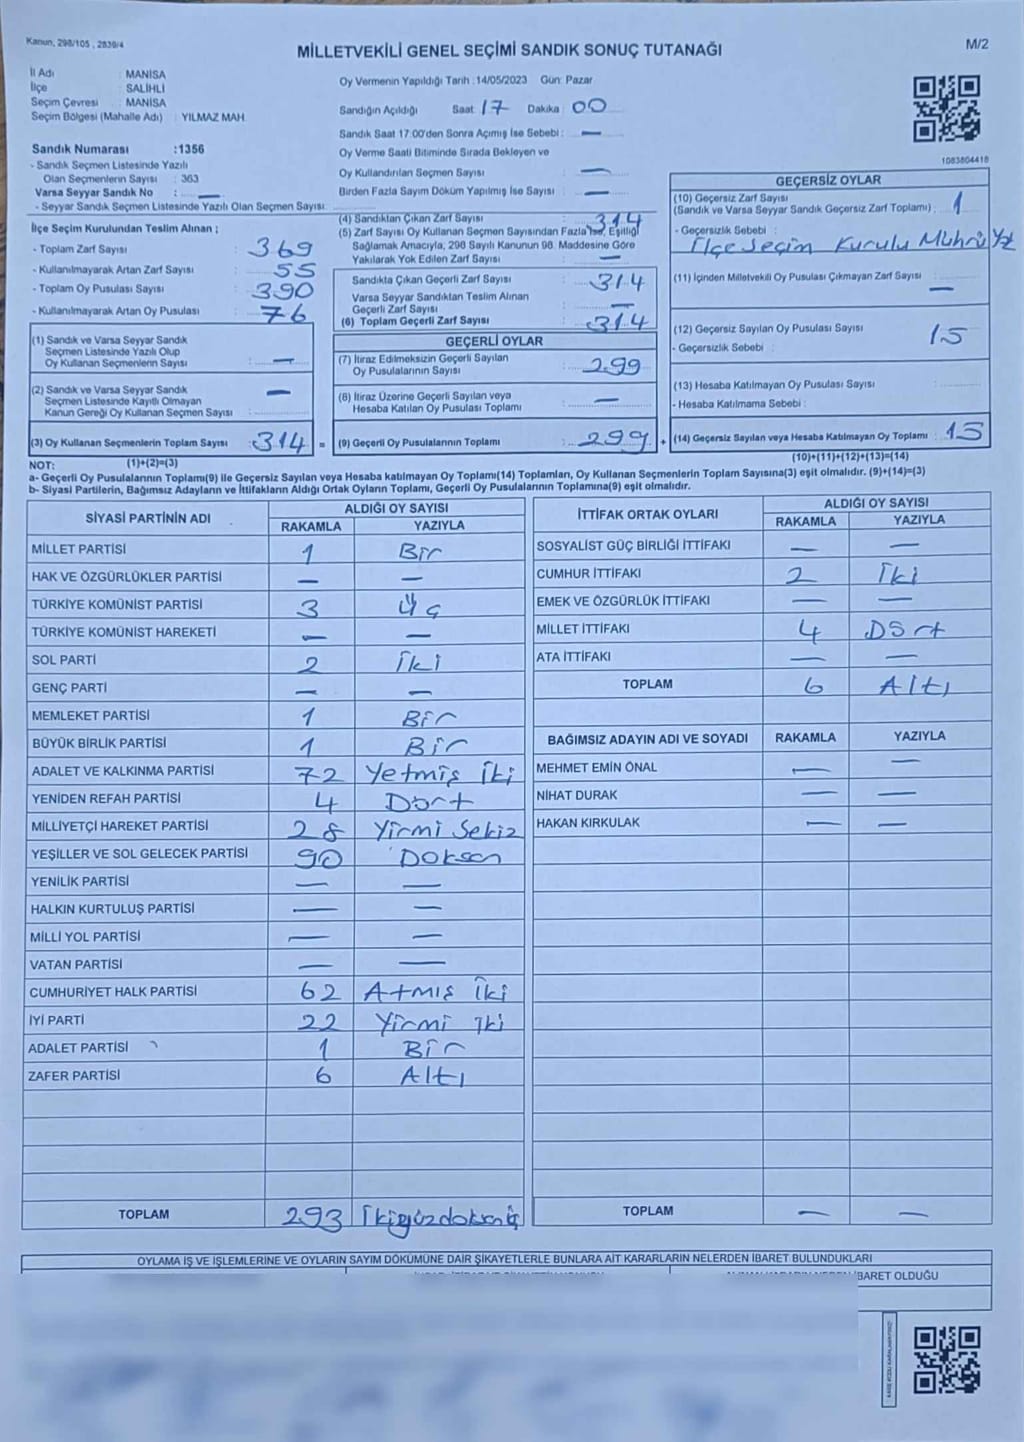 Kanun, 298/105 , 2839/4
MİLLETVEKİLİ GENEL SEÇİMİ SANDIK SONUÇ TUTANAĞI
M/2
İl Adı : MANİSA
İlçe : SALİHLİ
Seçim Çevresi : MANİSA
Seçim Bölgesi (Mahalle Adı) : YILMAZ MAH.
Sandık Numarası :1356
- Sandık Seçmen Listesinde Yazılı
Olan Seçmenlerin Sayısı : 363
Varsa Seyyar Sandık No : —
- Seyyar Sandık Seçmen Listesinde Yazılı Olan Seçmen Sayısı:
İlçe Seçim Kurulundan Teslim Alınan ;
- Toplam Zarf Sayısı : 369
- Kullanılmayarak Artan Zarf Sayısı : 55
- Toplam Oy Pusulası Sayısı : 390
- Kullanılmayarak Artan Oy Pusulası : 76
(1) Sandık ve Varsa Seyyar Sandık
Seçmen Listesinde Yazılı Olup
Oy Kullanan Seçmenlerin Sayısı : —
(2) Sandık ve Varsa Seyyar Sandık
Seçmen Listesinde Kayıtlı Olmayan
Kanun Gereği Oy Kullanan Seçmen Sayısı : —
(3) Oy Kullanan Seçmenlerin Toplam Sayısı : 314
(1)+(2)=(3)
Oy Vermenin Yapıldığı Tarih : 14/05/2023 Gün: Pazar
Sandığın Açıldığı Saat: 17 Dakika: 00
Sandık Saat 17:00'den Sonra Açımış İse Sebebi : —
Oy Verme Saati Bitiminde Sırada Bekleyen ve
Oy Kullandırılan Seçmen Sayısı : —
Birden Fazla Sayım Döküm Yapılmış İse Sayısı : —
(4) Sandıktan Çıkan Zarf Sayısı : 314
(5) Zarf Sayısı Oy Kullanan Seçmen Sayısından Fazla İse, Eşitliği
Sağlamak Amacıyla, 298 Sayılı Kanunun 98. Maddesine Göre
Yakılarak Yok Edilen Zarf Sayısı : —
Sandıkta Çıkan Geçerli Zarf Sayısı : 314
Varsa Seyyar Sandıktan Teslim Alınan
Geçerli Zarf Sayısı : —
(6) Toplam Geçerli Zarf Sayısı : 314
GEÇERLİ OYLAR
(7) İtiraz Edilmeksizin Geçerli Sayılan
Oy Pusulalarının Sayısı : 299
(8) İtiraz Üzerine Geçerli Sayılan veya
Hesaba Katılan Oy Pusulası Toplamı : —
= (9) Geçerli Oy Pusulalarının Toplamı : 299 +
1083804418
GEÇERSİZ OYLAR
(10) Geçersiz Zarf Sayısı
(Sandık ve Varsa Seyyar Sandık Geçersiz Zarf Toplamı) : 1
- Geçersizlik Sebebi :
İlçe Seçim Kurulu Mührü Yok
(11) İçinden Milletvekili Oy Pusulası Çıkmayan Zarf Sayısı : —
(12) Geçersiz Sayılan Oy Pusulası Sayısı : 15
- Geçersizlik Sebebi :
(13) Hesaba Katılmayan Oy Pusulası Sayısı :
- Hesaba Katılmama Sebebi :
(14) Geçersiz Sayılan veya Hesaba Katılmayan Oy Toplamı : 15
(10)+(11)+(12)+(13)=(14)
NOT:
a- Geçerli Oy Pusulalarının Toplamı(9) ile Geçersiz Sayılan veya Hesaba katılmayan Oy Toplamı(14) Toplamları, Oy Kullanan Seçmenlerin Toplam Sayısına(3) eşit olmalıdır. (9)+(14)=(3)
b- Siyasi Partilerin, Bağımsız Adayların ve İttifakların Aldığı Ortak Oyların Toplamı, Geçerli Oy Pusulalarının Toplamına(9) eşit olmalıdır.
SİYASİ PARTİNİN ADI ALDIĞI OY SAYISI
RAKAMLA YAZIYLA
MİLLET PARTİSİ 1 Bir
HAK VE ÖZGÜRLÜKLER PARTİSİ — —
TÜRKİYE KOMÜNİST PARTİSİ 3 Üç
TÜRKİYE KOMÜNİST HAREKETİ — —
SOL PARTİ 2 İki
GENÇ PARTİ — —
MEMLEKET PARTİSİ 1 Bir
BÜYÜK BİRLİK PARTİSİ 1 Bir
ADALET VE KALKINMA PARTİSİ 72 Yetmiş İki
YENİDEN REFAH PARTİSİ 4 Dört
MİLLİYETÇİ HAREKET PARTİSİ 28 Yirmi Sekiz
YEŞİLLER VE SOL GELECEK PARTİSİ 90 Doksan
YENİLİK PARTİSİ — —
HALKIN KURTULUŞ PARTİSİ — —
MİLLİ YOL PARTİSİ — —
VATAN PARTİSİ — —
CUMHURİYET HALK PARTİSİ 62 Atmış İki
İYİ PARTİ 22 Yirmi İki
ADALET PARTİSİ 1 Bir
ZAFER PARTİSİ 6 Altı
TOPLAM 293 İkiyüzdoksan üç
İTTİFAK ORTAK OYLARI ALDIĞI OY SAYISI
RAKAMLA YAZIYLA
SOSYALİST GÜÇ BİRLİĞİ İTTİFAKI — —
CUMHUR İTTİFAKI 2 İki
EMEK VE ÖZGÜRLÜK İTTİFAKI — —
MİLLET İTTİFAKI 4 Dört
ATA İTTİFAKI — —
TOPLAM 6 Altı
BAĞIMSIZ ADAYIN ADI VE SOYADI RAKAMLA YAZIYLA
MEHMET EMİN ÖNAL — —
NİHAT DURAK — —
HAKAN KIRKULAK — —
TOPLAM — —
OYLAMA İŞ VE İŞLEMLERİNE VE OYLARIN SAYIM DÖKÜMÜNE DAİR ŞİKAYETLERLE BUNLARA AİT KARARLARIN NELERDEN İBARET BULUNDUKLARI
İBARET OLDUĞU